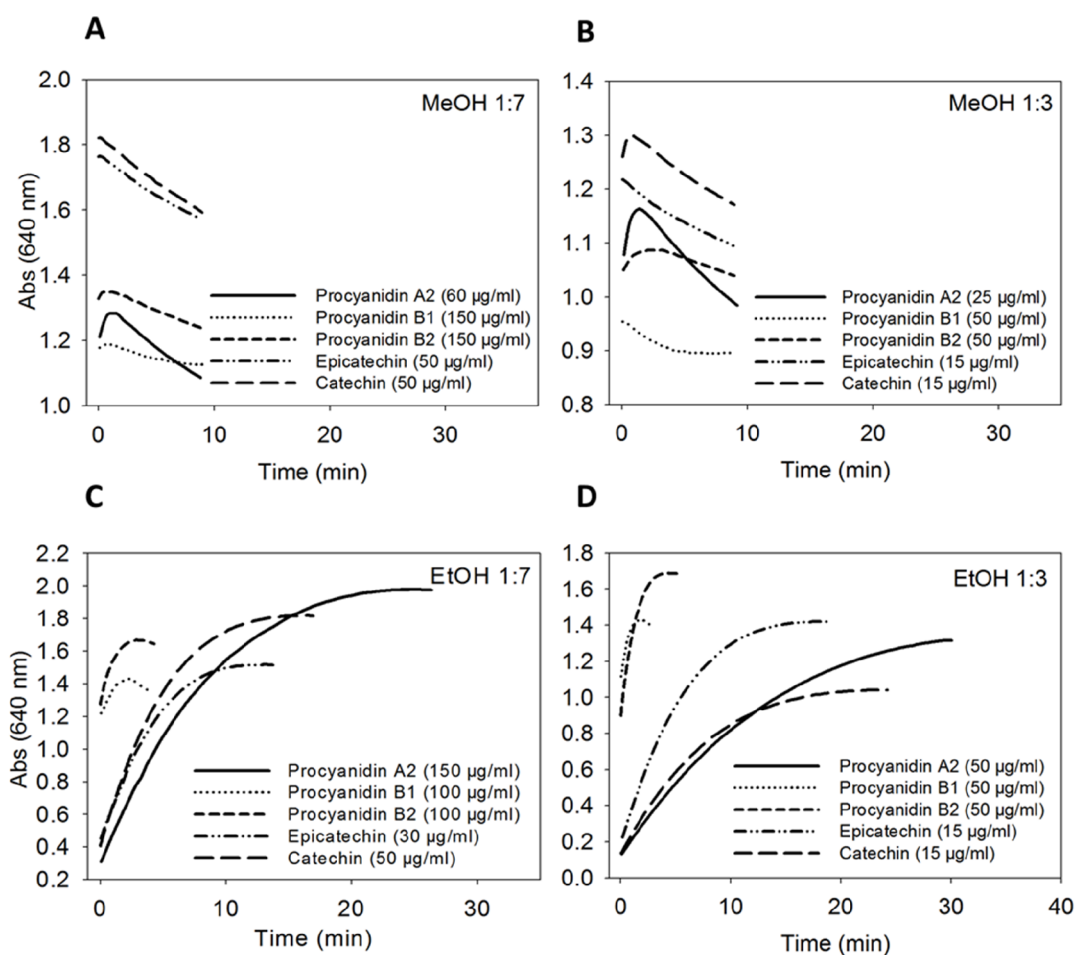 A
MeOH 1:7
Abs (640 nm)
2.0
1.8
1.6
1.4
1.2
1.0
Procyanidin A2 (60 µg/ml)
Procyanidin B1 (150 µg/ml)
Procyanidin B2 (150 µg/ml)
Epicatechin (50 µg/ml)
Catechin (50 µg/ml)
0 10 20 30
Time (min)
B
MeOH 1:3
1.4
1.3
1.2
1.1
1.0
0.9
0.8
Procyanidin A2 (25 µg/ml)
Procyanidin B1 (50 µg/ml)
Procyanidin B2 (50 µg/ml)
Epicatechin (15 µg/ml)
Catechin (15 µg/ml)
0 10 20 30
Time (min)
C
EtOH 1:7
Abs (640 nm)
2.2
2.0
1.8
1.6
1.4
1.2
1.0
0.8
0.6
0.4
0.2
Procyanidin A2 (150 µg/ml)
Procyanidin B1 (100 µg/ml)
Procyanidin B2 (100 µg/ml)
Epicatechin (30 µg/ml)
Catechin (50 µg/ml)
0 10 20 30
Time (min)
D
EtOH 1:3
1.8
1.6
1.4
1.2
1.0
0.8
0.6
0.4
0.2
0.0
Procyanidin A2 (50 µg/ml)
Procyanidin B1 (50 µg/ml)
Procyanidin B2 (50 µg/ml)
Epicatechin (15 µg/ml)
Catechin (15 µg/ml)
0 10 20 30 40
Time (min)